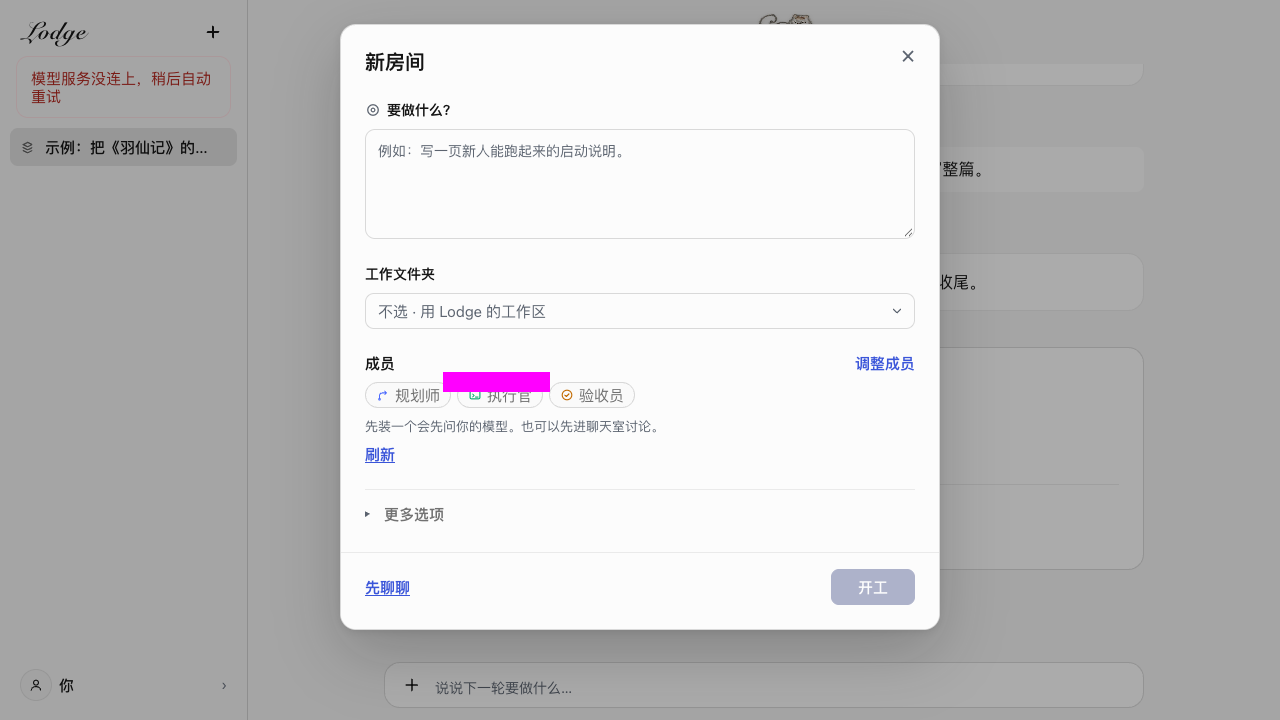 Lodge
模型服务没连上，稍后自动
重试
示例：把《羽仙记》的...
你
新房间
要做什么?
例如：写一页新人能跑起来的启动说明。
工作文件夹
不选 · 用 Lodge 的工作区
成员
调整成员
规划师
执行官
验收员
先装一个会先问你的模型。也可以先进聊天室讨论。
刷新
更多选项
先聊聊
开工
整篇。
收尾。
说说下一轮要做什么...